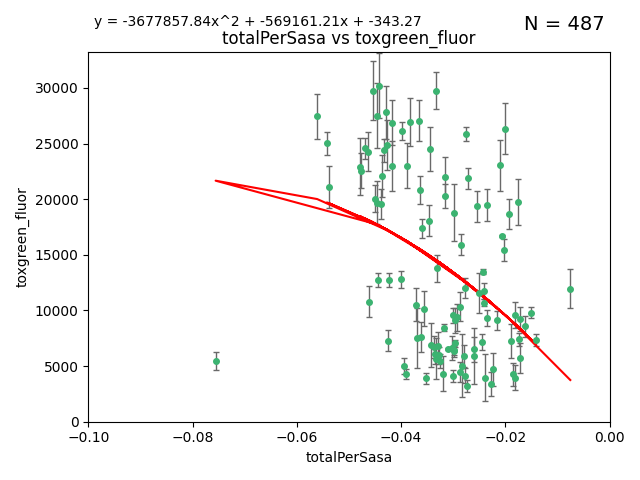 y = -3677857.84x^2 + -569161.21x + -343.27
N = 487
totalPerSasa vs toxgreen_fluor
30000
25000
20000
15000
10000
5000
0
toxgreen_fluor
−0.10 −0.08 −0.06 −0.04 −0.02 0.00
totalPerSasa